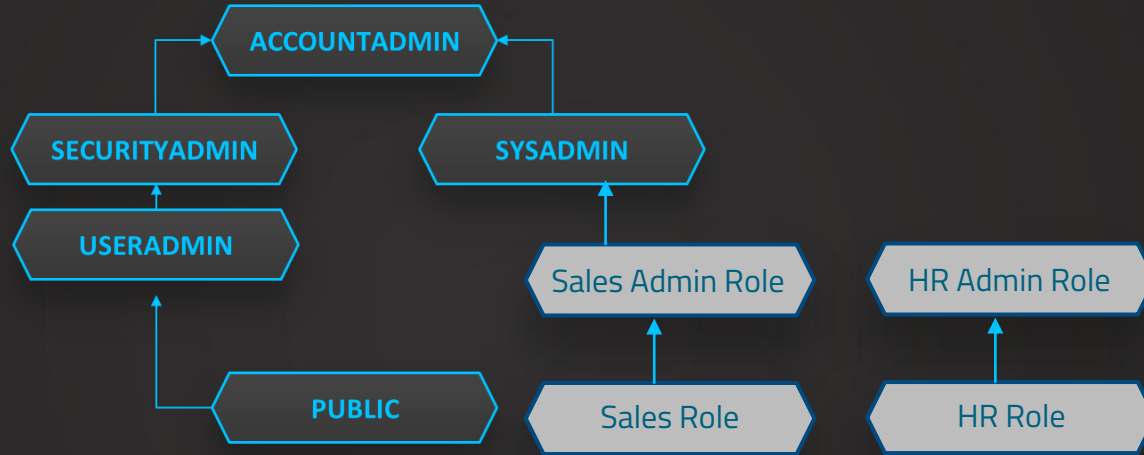 ACCOUNTADMIN
SECURITYADMIN
SYSADMIN
USERADMIN
Sales Admin Role
HR Admin Role
PUBLIC
Sales Role
HR Role